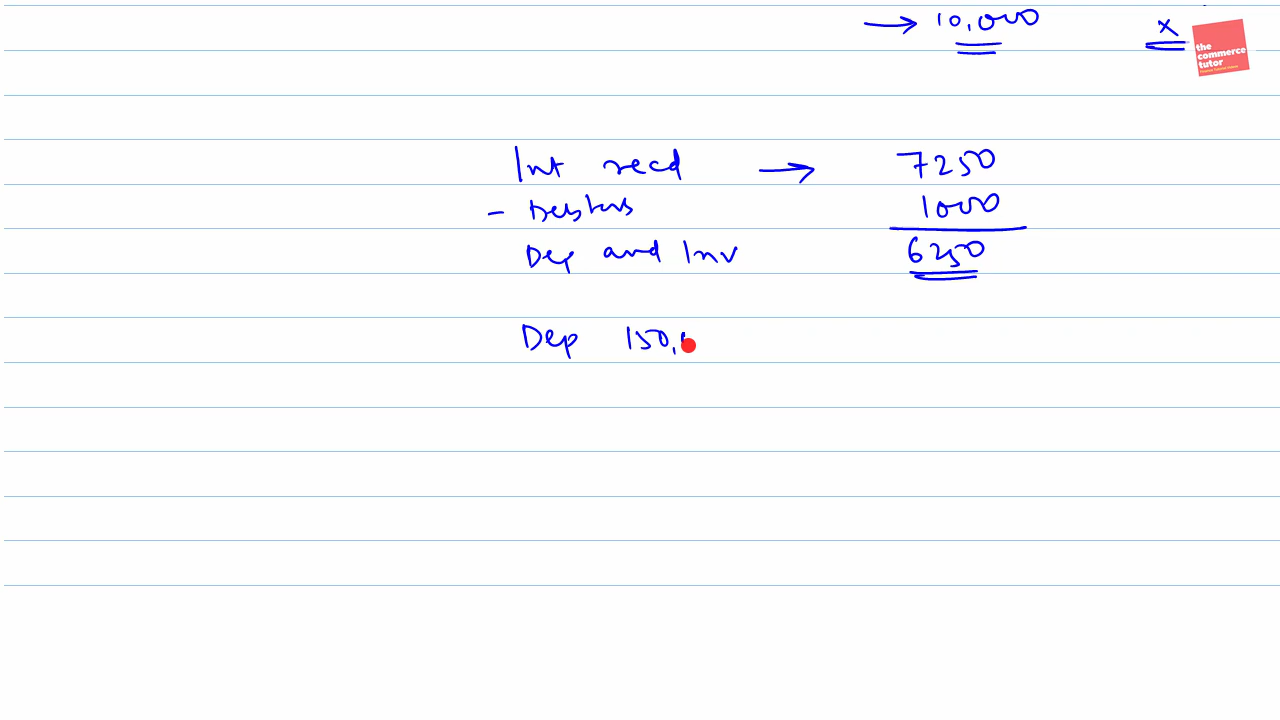 → 10,000 x
the
commerce
tutor
Int recd → 7250
- Debtors 1000
Dep and Inv 6250
Dep 150,